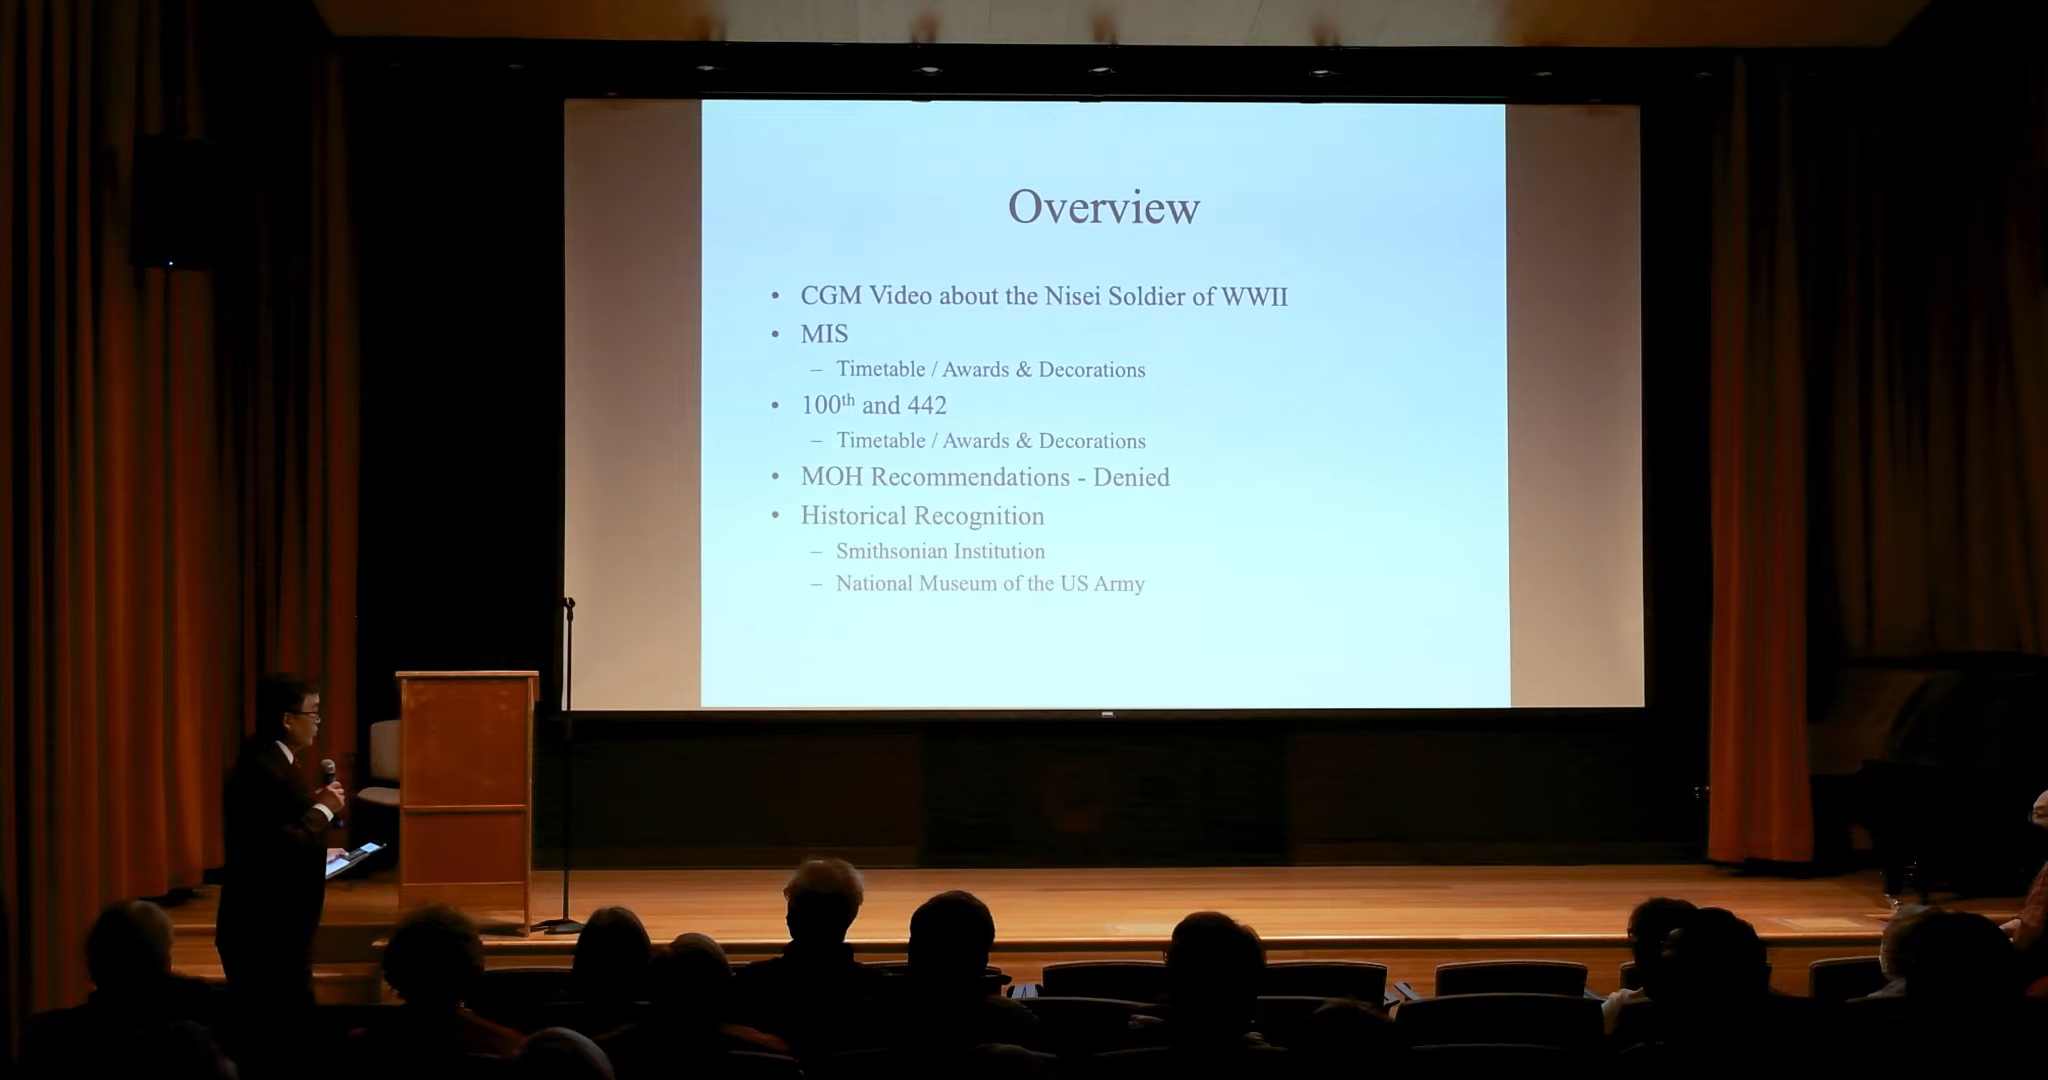 Overview
• CGM Video about the Nisei Soldier of WWII
• MIS
– Timetable / Awards & Decorations
• 100th and 442
– Timetable / Awards & Decorations
• MOH Recommendations - Denied
• Historical Recognition
– Smithsonian Institution
– National Museum of the US Army